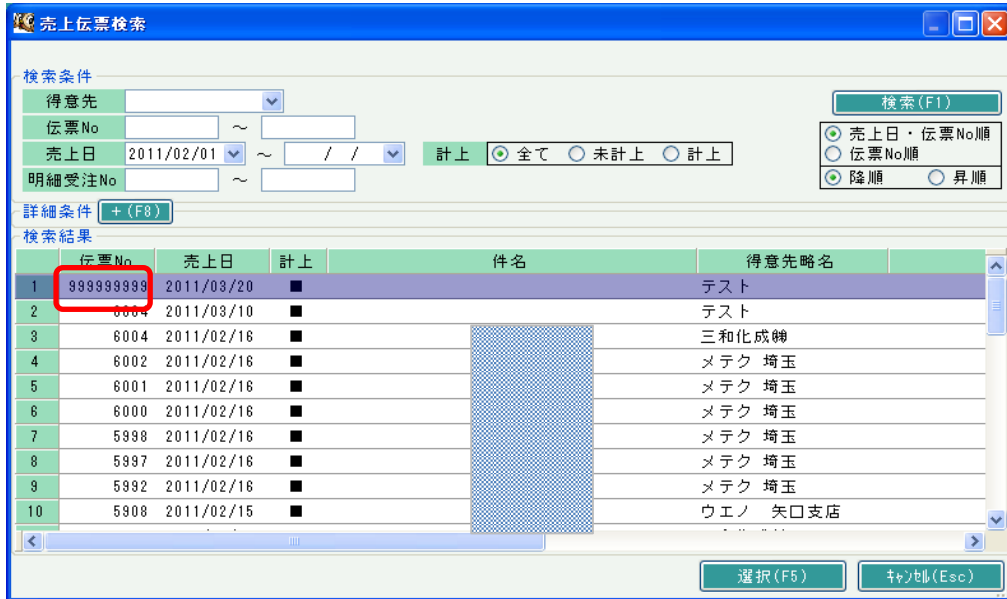 売上伝票検索
検索条件
得意先
検索(F1)
伝票No ～
売上日・伝票No順
売上日 2011/02/01 ～ / / 計上 全て 未計上 計上
伝票No順
明細受注No ～
降順 昇順
詳細条件 +(F8)
検索結果
伝票No 売上日 計上 件名 得意先略名
1 999999999 2011/03/20 ■ テスト
2 6004 2011/03/10 ■ テスト
3 6004 2011/02/16 ■ 三和化成㈱
4 6002 2011/02/16 ■ メテク 埼玉
5 6001 2011/02/16 ■ メテク 埼玉
6 6000 2011/02/16 ■ メテク 埼玉
7 5998 2011/02/16 ■ メテク 埼玉
8 5997 2011/02/16 ■ メテク 埼玉
9 5992 2011/02/16 ■ メテク 埼玉
10 5908 2011/02/15 ■ ウエノ 矢口支店
選択(F5) ｷｬﾝｾﾙ(Esc)